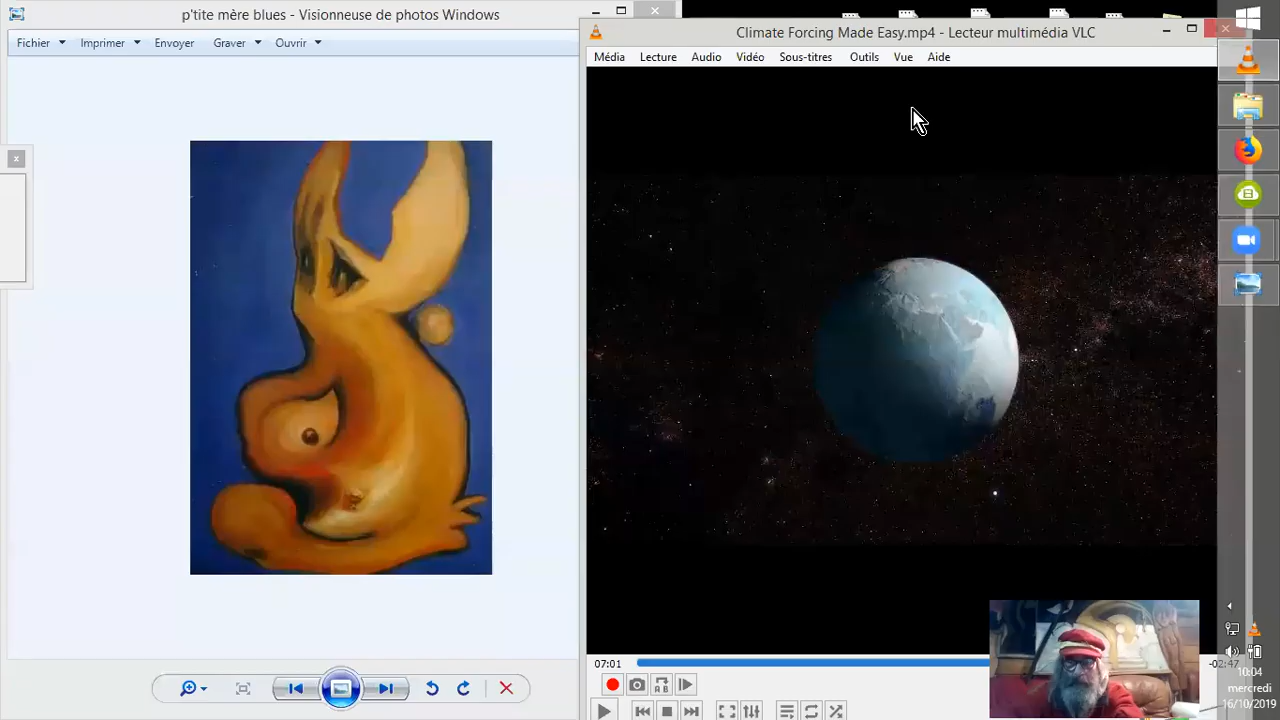 p'tite mère blues - Visionneuse de photos Windows
Fichier Imprimer Envoyer Graver Ouvrir
Climate Forcing Made Easy.mp4 - Lecteur multimédia VLC
Média Lecture Audio Vidéo Sous-titres Outils Vue Aide
07:01 -02:47
10:04
mercredi
16/10/2019